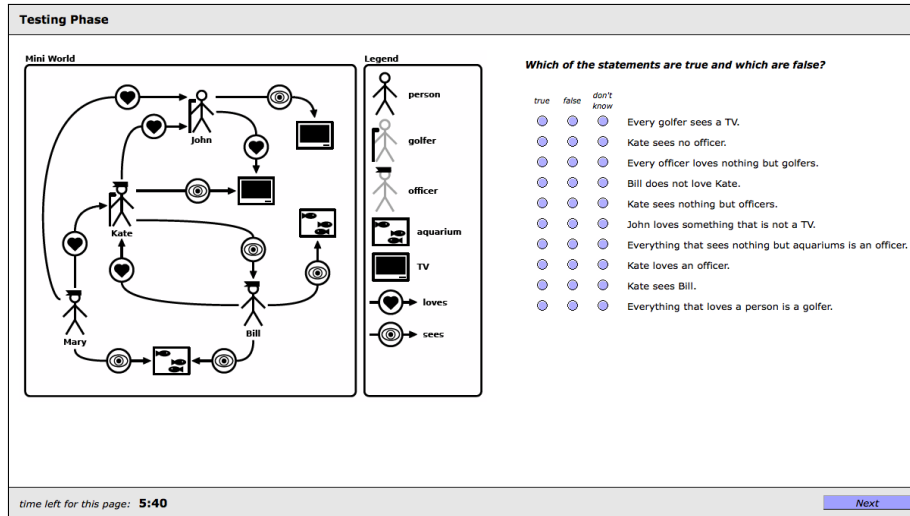 Testing Phase
Mini World
John
Kate
Mary
Bill
Legend
person
golfer
officer
aquarium
TV
loves
sees
Which of the statements are true and which are false?
true false don't know
Every golfer sees a TV.
Kate sees no officer.
Every officer loves nothing but golfers.
Bill does not love Kate.
Kate sees nothing but officers.
John loves something that is not a TV.
Everything that sees nothing but aquariums is an officer.
Kate loves an officer.
Kate sees Bill.
Everything that loves a person is a golfer.
time left for this page: 5:40
Next